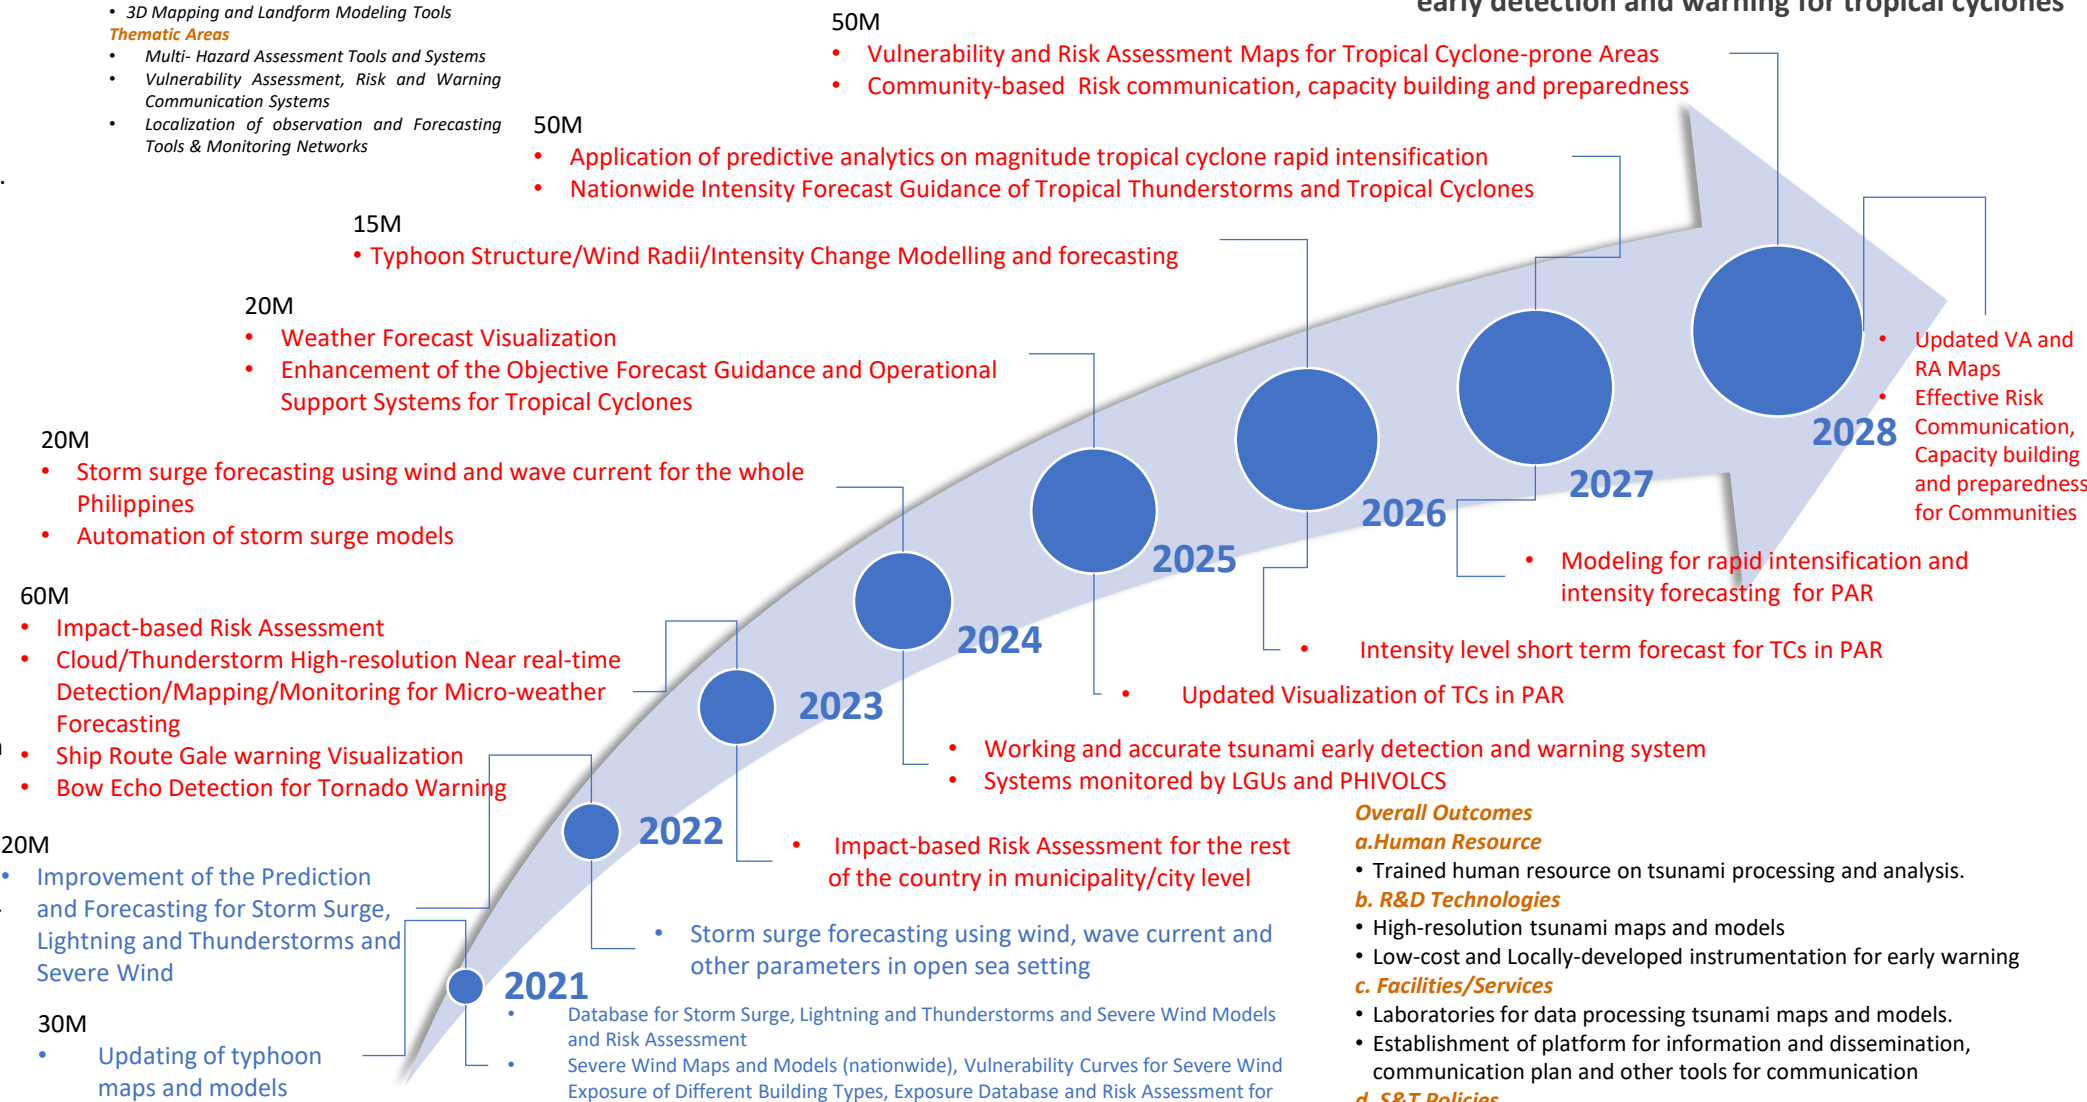 • 3D Mapping and Landform Modeling Tools
Thematic Areas
• Multi- Hazard Assessment Tools and Systems
• Vulnerability Assessment, Risk and Warning
Communication Systems
• Localization of observation and Forecasting
Tools & Monitoring Networks
early detection and warning for tropical cyclones
50M
• Vulnerability and Risk Assessment Maps for Tropical Cyclone-prone Areas
• Community-based Risk communication, capacity building and preparedness
50M
• Application of predictive analytics on magnitude tropical cyclone rapid intensification
• Nationwide Intensity Forecast Guidance of Tropical Thunderstorms and Tropical Cyclones
15M
• Typhoon Structure/Wind Radii/Intensity Change Modelling and forecasting
20M
• Weather Forecast Visualization
• Enhancement of the Objective Forecast Guidance and Operational
Support Systems for Tropical Cyclones
20M
• Storm surge forecasting using wind and wave current for the whole
Philippines
• Automation of storm surge models
60M
• Impact-based Risk Assessment
• Cloud/Thunderstorm High-resolution Near real-time
Detection/Mapping/Monitoring for Micro-weather
Forecasting
• Ship Route Gale warning Visualization
• Bow Echo Detection for Tornado Warning
20M
• Improvement of the Prediction
and Forecasting for Storm Surge,
Lightning and Thunderstorms and
Severe Wind
30M
• Updating of typhoon
maps and models
2028
2027
2026
2025
2024
2023
2022
2021
• Updated VA and
RA Maps
• Effective Risk
Communication,
Capacity building
and preparedness
for Communities
• Modeling for rapid intensification and
intensity forecasting for PAR
• Intensity level short term forecast for TCs in PAR
• Updated Visualization of TCs in PAR
• Working and accurate tsunami early detection and warning system
• Systems monitored by LGUs and PHIVOLCS
• Impact-based Risk Assessment for the rest
of the country in municipality/city level
• Storm surge forecasting using wind, wave current and
other parameters in open sea setting
• Database for Storm Surge, Lightning and Thunderstorms and Severe Wind Models
and Risk Assessment
• Severe Wind Maps and Models (nationwide), Vulnerability Curves for Severe Wind
Exposure of Different Building Types, Exposure Database and Risk Assessment for
Overall Outcomes
a.Human Resource
• Trained human resource on tsunami processing and analysis.
b. R&D Technologies
• High-resolution tsunami maps and models
• Low-cost and Locally-developed instrumentation for early warning
c. Facilities/Services
• Laboratories for data processing tsunami maps and models.
• Establishment of platform for information and dissemination,
communication plan and other tools for communication
d. S&T Policies